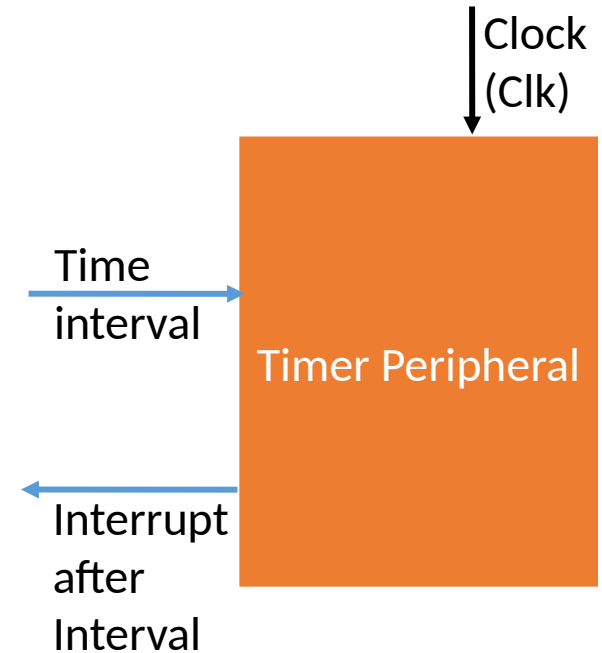 Clock
(Clk)
Time
interval
Timer Peripheral
Interrupt
after
Interval